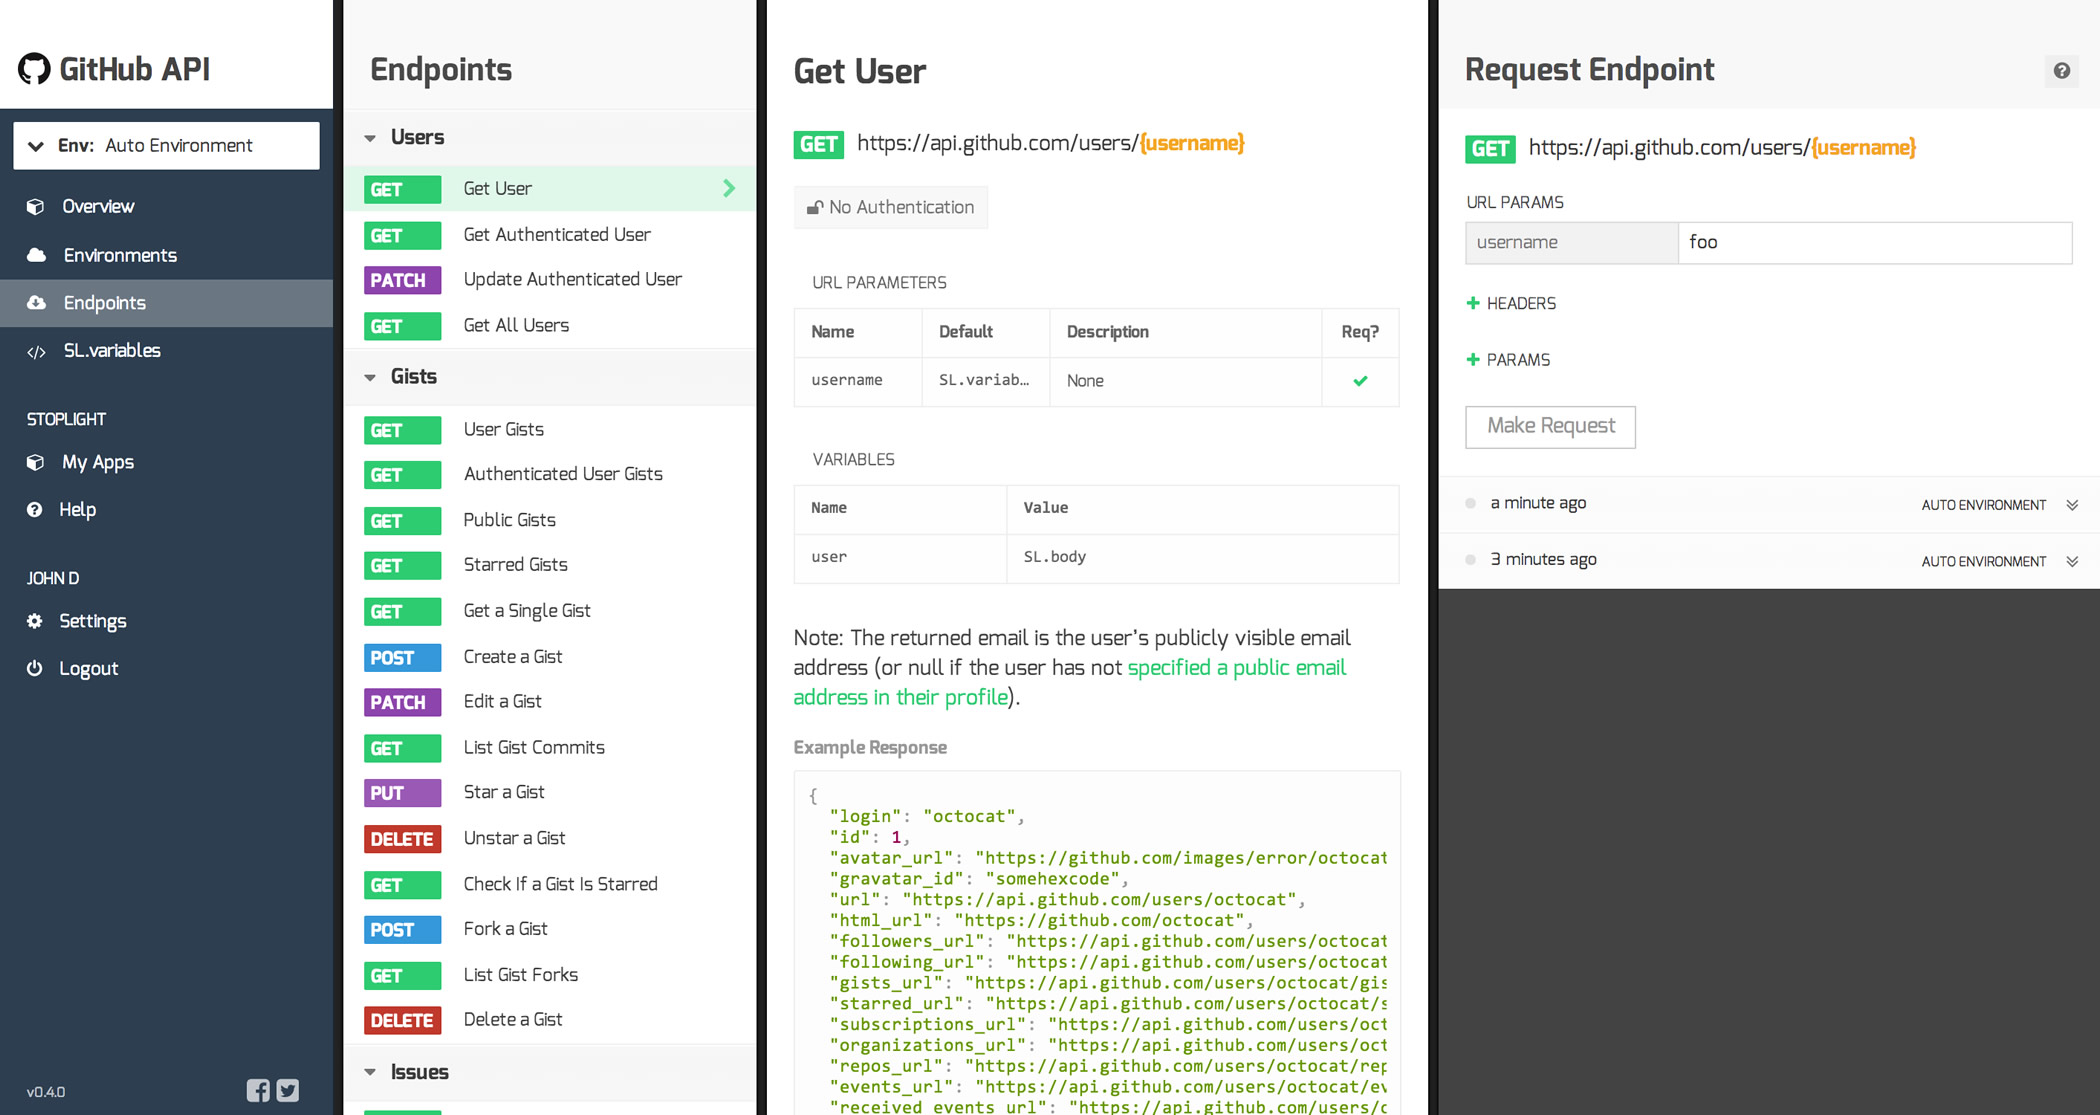 GitHub API
Env: Auto Environment
Overview
Environments
Endpoints
SL.variables
STOPLIGHT
My Apps
Help
JOHN D
Settings
Logout
v0.4.0
Endpoints
Users
GET Get User
GET Get Authenticated User
PATCH Update Authenticated User
GET Get All Users
Gists
GET User Gists
GET Authenticated User Gists
GET Public Gists
GET Starred Gists
GET Get a Single Gist
POST Create a Gist
PATCH Edit a Gist
GET List Gist Commits
PUT Star a Gist
DELETE Unstar a Gist
GET Check If a Gist Is Starred
POST Fork a Gist
GET List Gist Forks
DELETE Delete a Gist
Issues
Get User
GET https://api.github.com/users/{username}
No Authentication
URL PARAMETERS
Name Default Description Req?
username SL.variab... None
VARIABLES
Name Value
user SL.body
Note: The returned email is the user's publicly visible email
address (or null if the user has not specified a public email
address in their profile).
Example Response
{
"login": "octocat",
"id": 1,
"avatar_url": "https://github.com/images/error/octocat
"gravatar_id": "somehexcode",
"url": "https://api.github.com/users/octocat",
"html_url": "https://github.com/octocat",
"followers_url": "https://api.github.com/users/octocat
"following_url": "https://api.github.com/users/octocat
"gists_url": "https://api.github.com/users/octocat/gis
"starred_url": "https://api.github.com/users/octocat/s
"subscriptions_url": "https://api.github.com/users/oct
"organizations_url": "https://api.github.com/users/oct
"repos_url": "https://api.github.com/users/octocat/rep
"events_url": "https://api.github.com/users/octocat/ev
"received_events_url": "https://api.github.com/users/o
Request Endpoint
GET https://api.github.com/users/{username}
URL PARAMS
username foo
+ HEADERS
+ PARAMS
Make Request
a minute ago AUTO ENVIRONMENT
3 minutes ago AUTO ENVIRONMENT